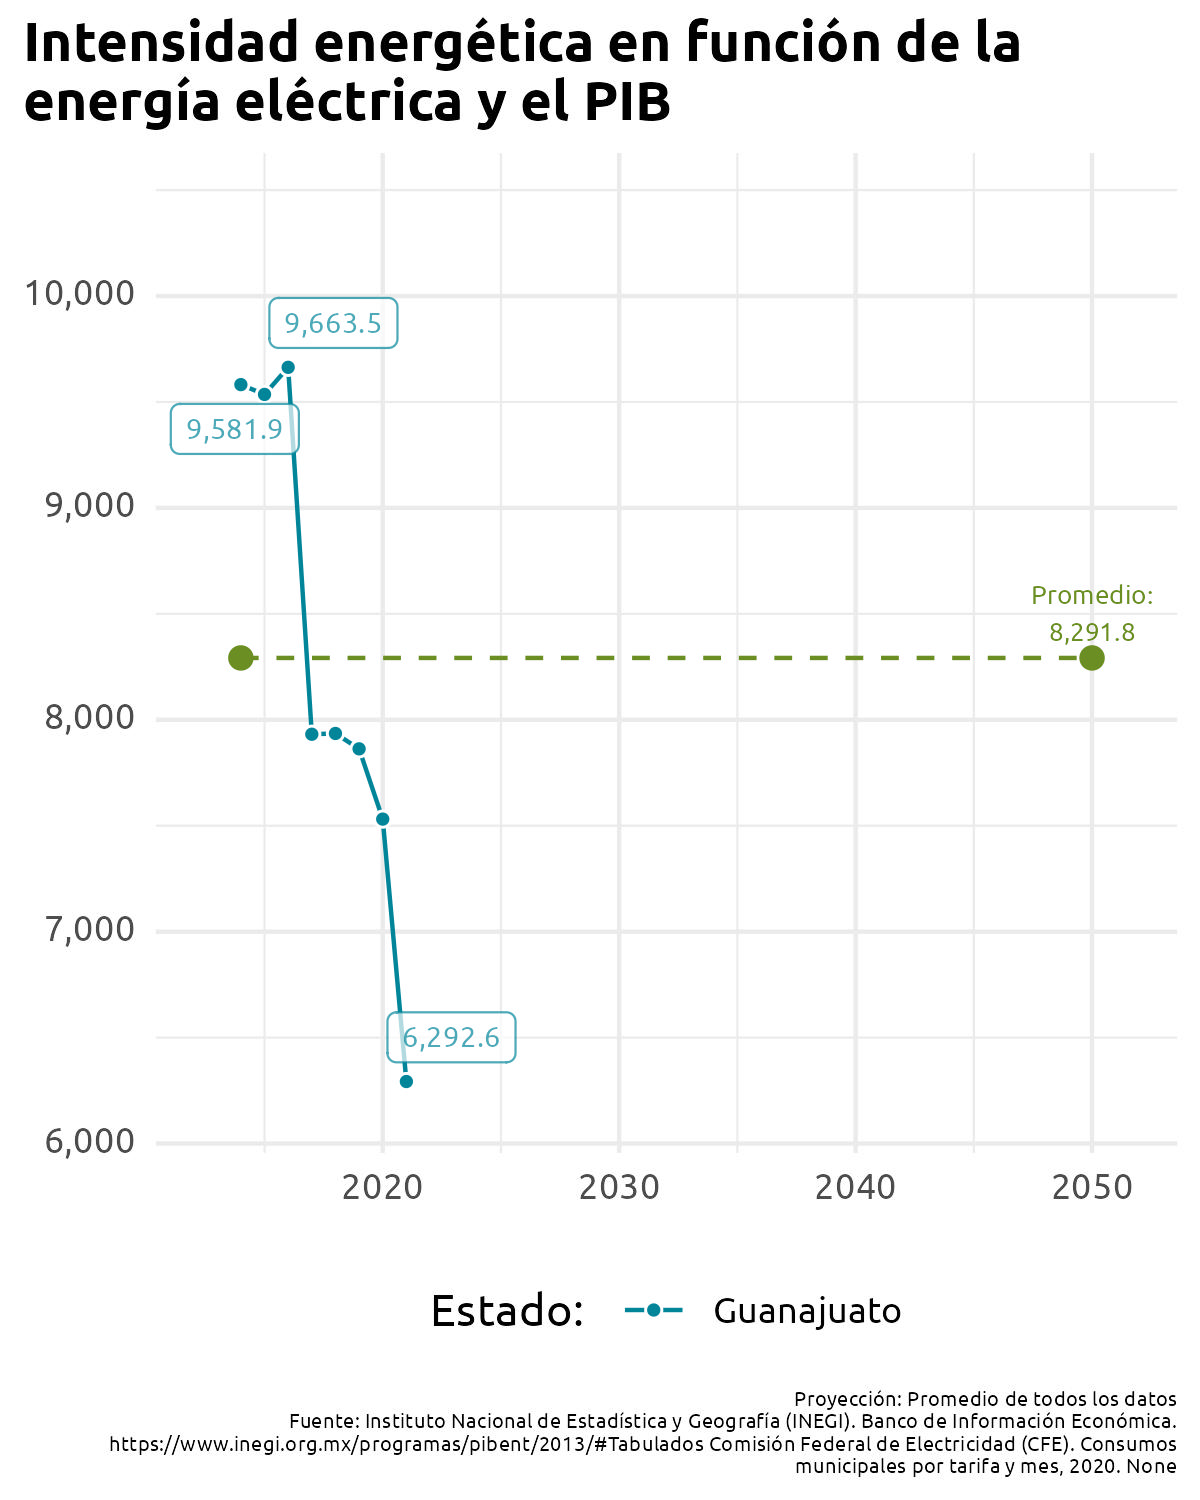 Intensidad energética en función de la
energía eléctrica y el PIB
10,000
9,663.5
9,581.9
9,000
Promedio:
8,291.8
8,000
7,000
6,292.6
6,000
2020 2030 2040 2050
Estado: Guanajuato
Proyección: Promedio de todos los datos
Fuente: Instituto Nacional de Estadística y Geografía (INEGI). Banco de Información Económica.
https://www.inegi.org.mx/programas/pibent/2013/#Tabulados Comisión Federal de Electricidad (CFE). Consumos
municipales por tarifa y mes, 2020. None